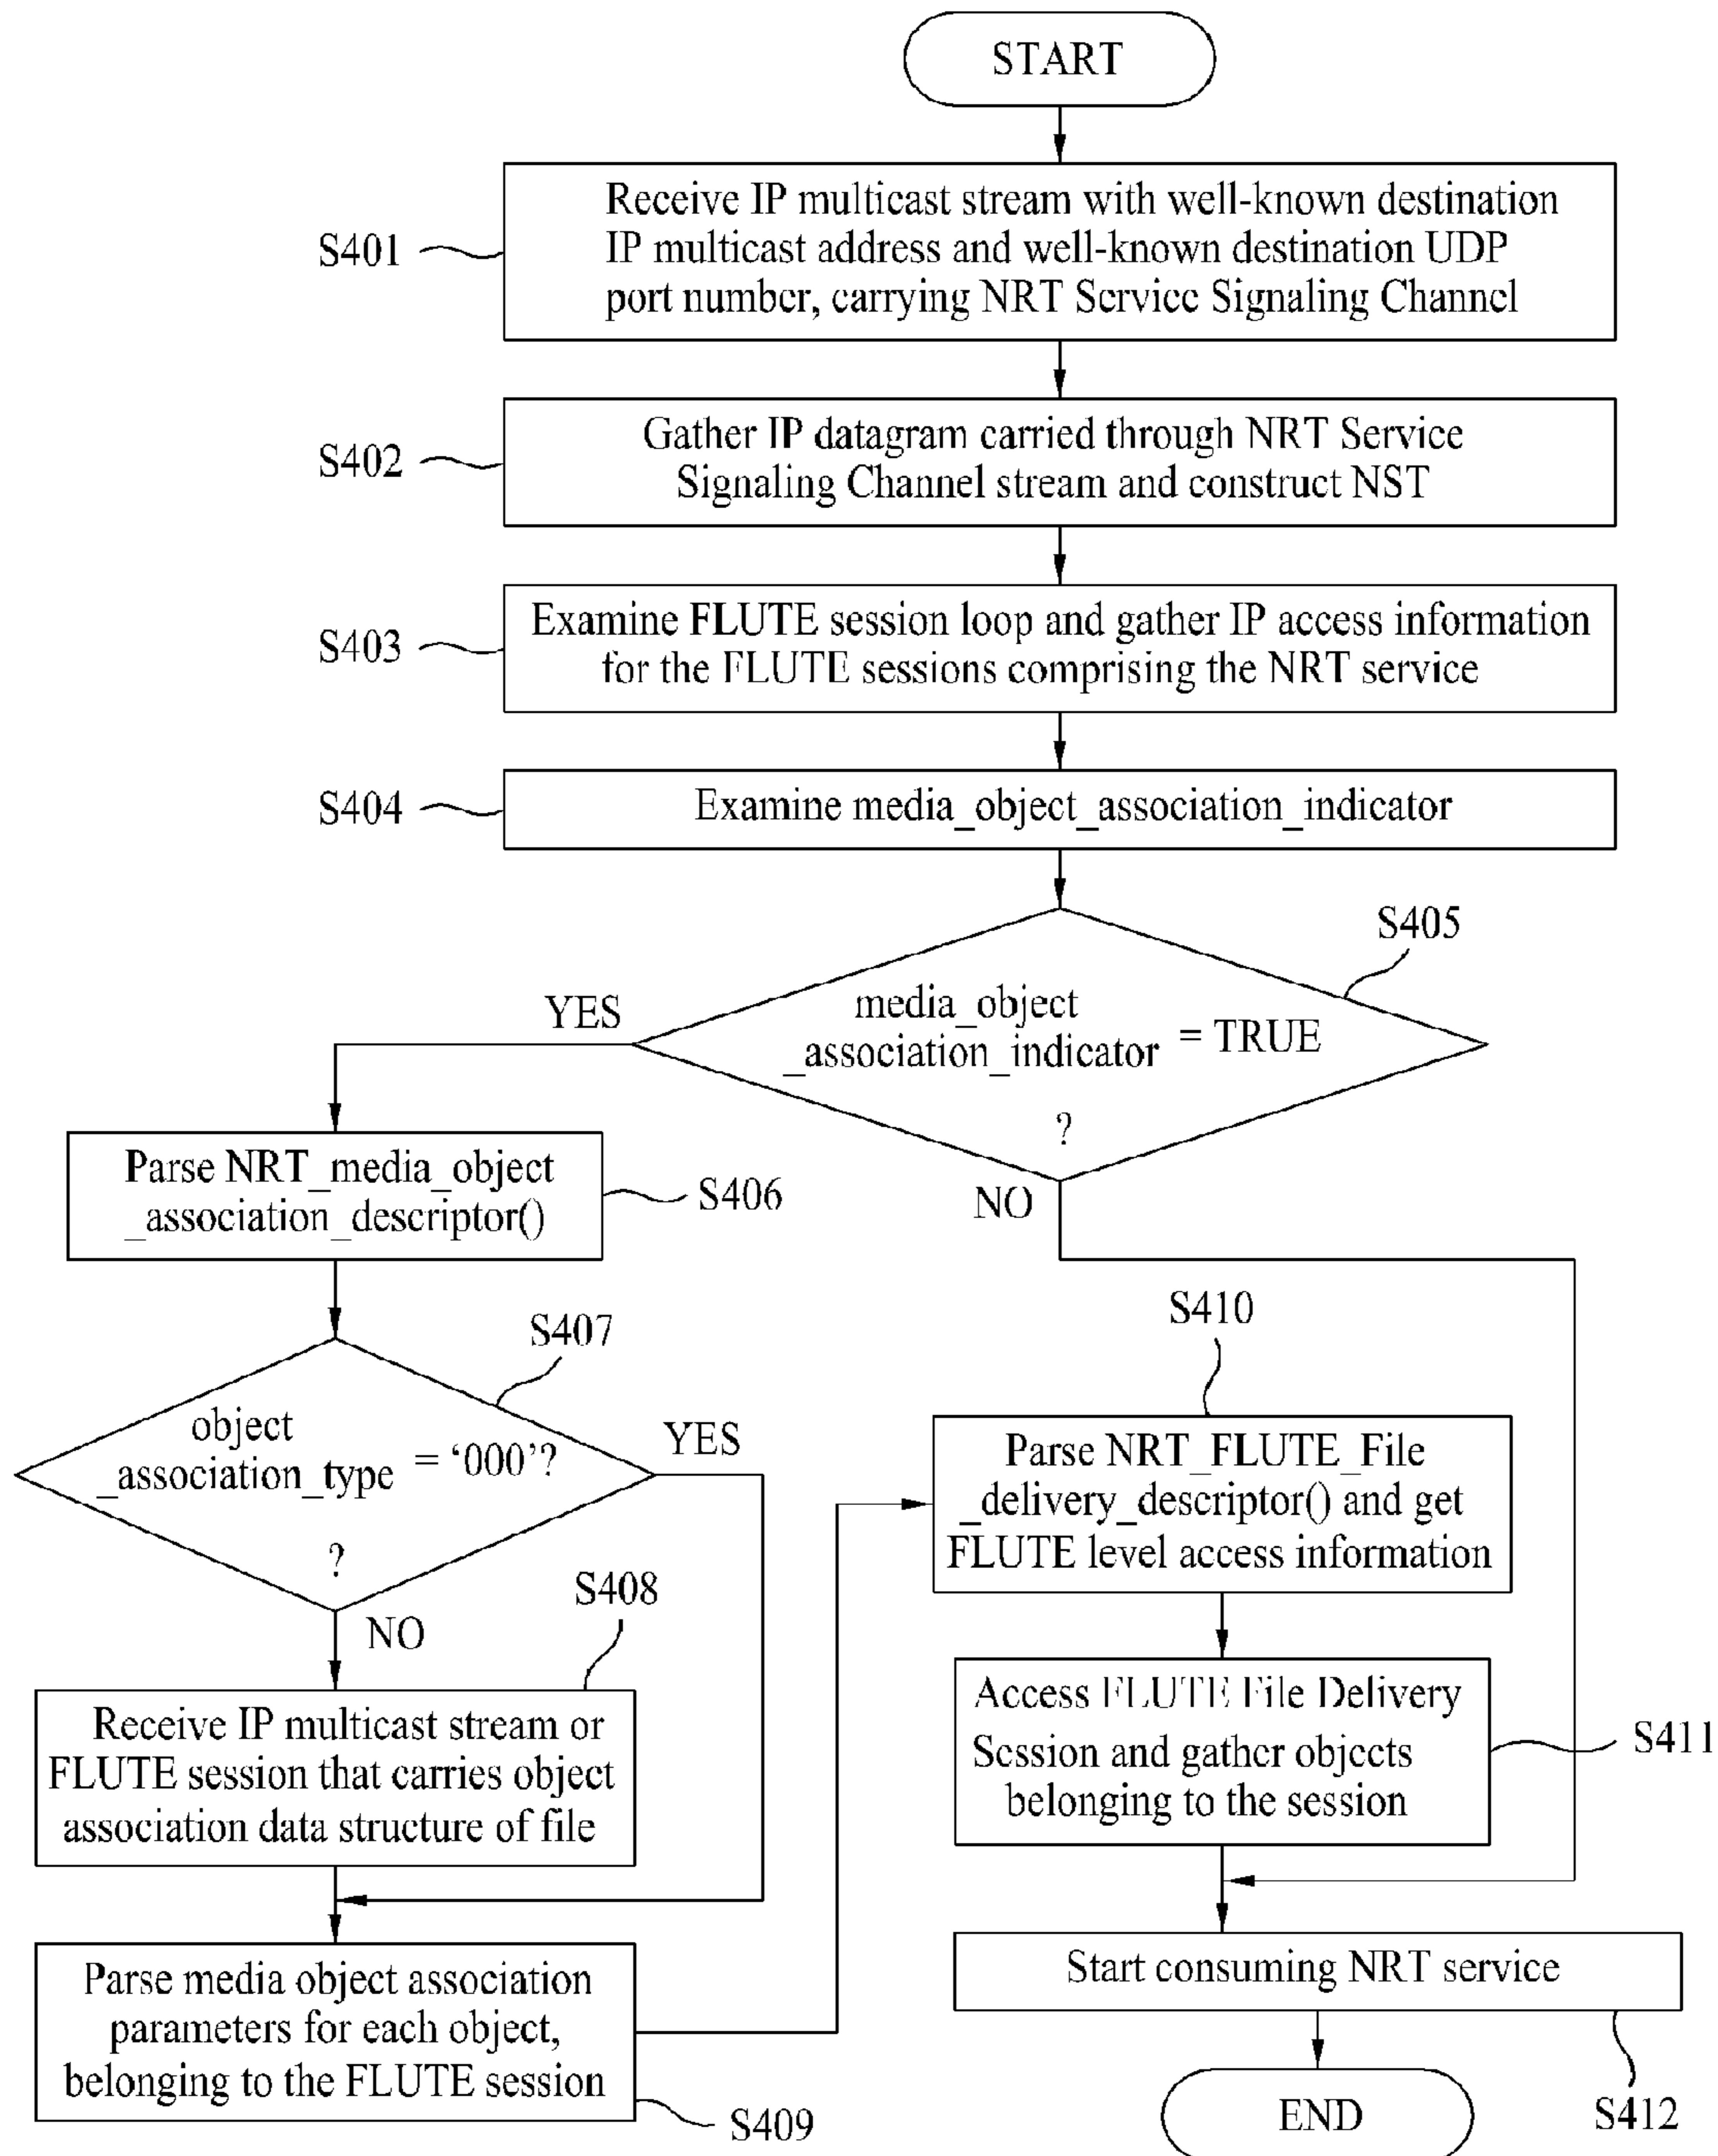 START
S401
Receive IP multicast stream with well-known destination
IP multicast address and well-known destination UDP
port number, carrying NRT Service Signaling Channel
S402
Gather IP datagram carried through NRT Service
Signaling Channel stream and construct NST
S403
Examine FLUTE session loop and gather IP access information
for the FLUTE sessions comprising the NRT service
S404
Examine media_object_association_indicator
S405
media_object
_association_indicator = TRUE
?
YES
NO
Parse NRT_media_object
_association_descriptor()
S406
S407
object
_association_type = ‘000’?
?
YES
NO
S408
Receive IP multicast stream or
FLUTE session that carries object
association data structure of file
Parse media object association
parameters for each object,
belonging to the FLUTE session
S409
S410
Parse NRT_FLUTE_File
_delivery_descriptor() and get
FLUTE level access information
Access FLUTE File Delivery
Session and gather objects
belonging to the session
S411
Start consuming NRT service
S412
END